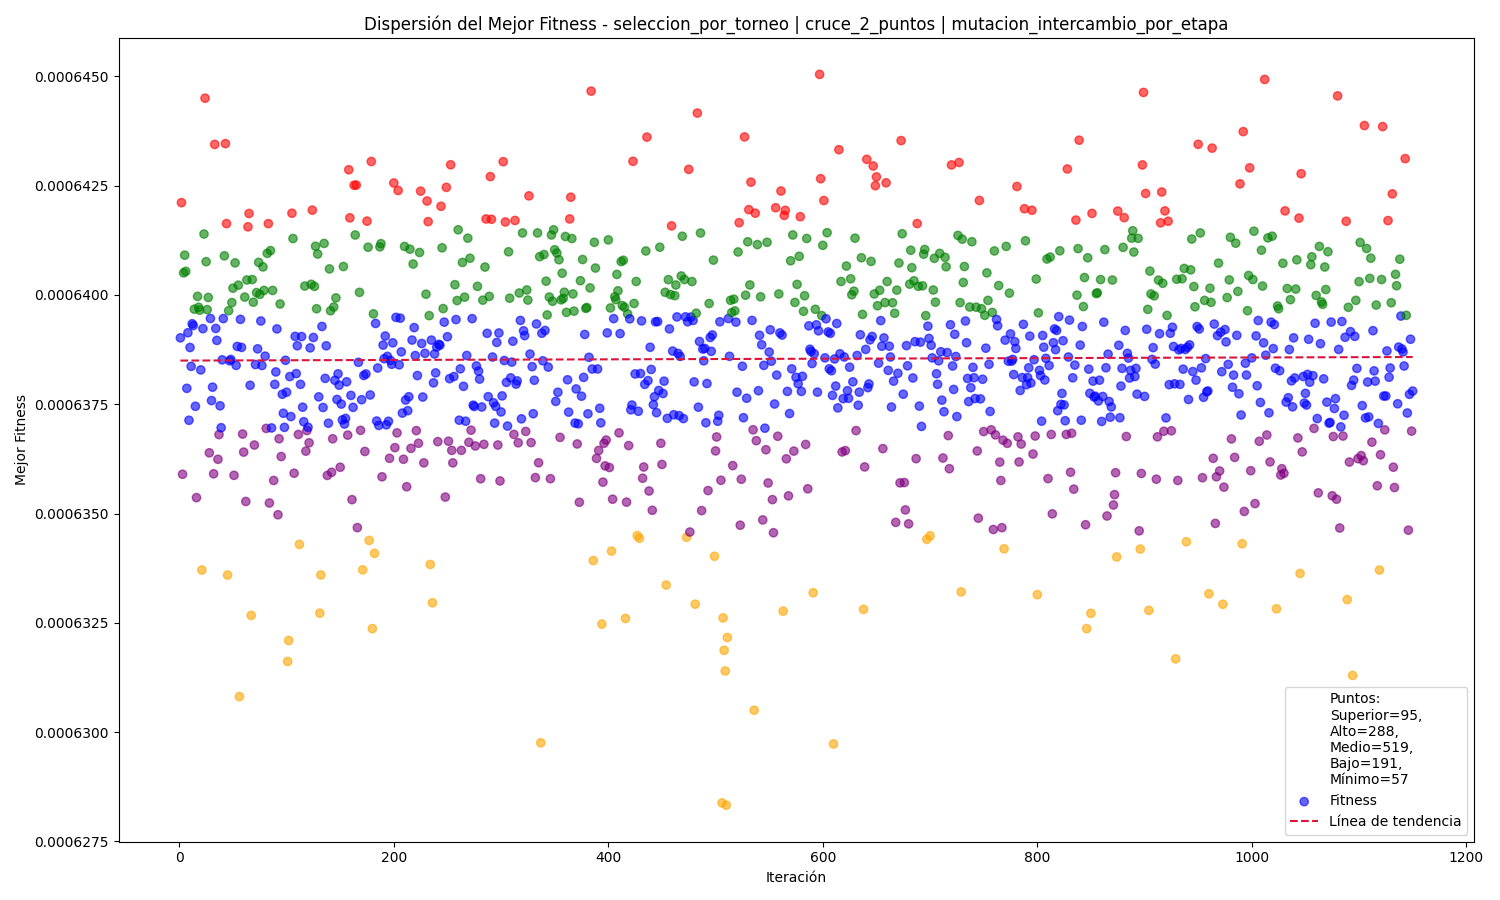 Dispersión del Mejor Fitness - seleccion_por_torneo | cruce_2_puntos | mutacion_intercambio_por_etapa
Mejor Fitness
0.0006450
0.0006425
0.0006400
0.0006375
0.0006350
0.0006325
0.0006300
0.0006275
Puntos:
Superior=95,
Alto=288,
Medio=519,
Bajo=191,
Mínimo=57
Fitness
Línea de tendencia
0 200 400 600 800 1000 1200
Iteración